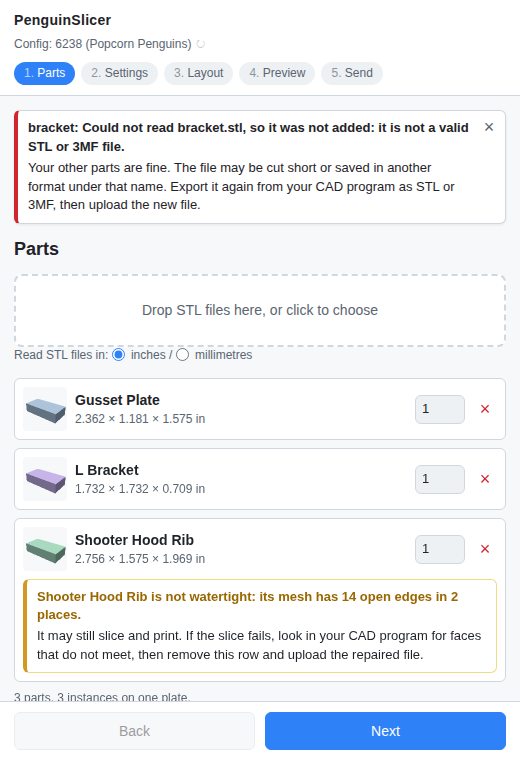 PenguinSlicer
Config: 6238 (Popcorn Penguins)
1. Parts
2. Settings
3. Layout
4. Preview
5. Send
bracket: Could not read bracket.stl, so it was not added: it is not a valid
STL or 3MF file.
Your other parts are fine. The file may be cut short or saved in another
format under that name. Export it again from your CAD program as STL or
3MF, then upload the new file.
Parts
Drop STL files here, or click to choose
Read STL files in: inches / millimetres
Gusset Plate
2.362 × 1.181 × 1.575 in
1
L Bracket
1.732 × 1.732 × 0.709 in
1
Shooter Hood Rib
2.756 × 1.575 × 1.969 in
1
Shooter Hood Rib is not watertight: its mesh has 14 open edges in 2
places.
It may still slice and print. If the slice fails, look in your CAD program for faces
that do not meet, then remove this row and upload the repaired file.
3 parts, 3 instances on one plate.
Back
Next